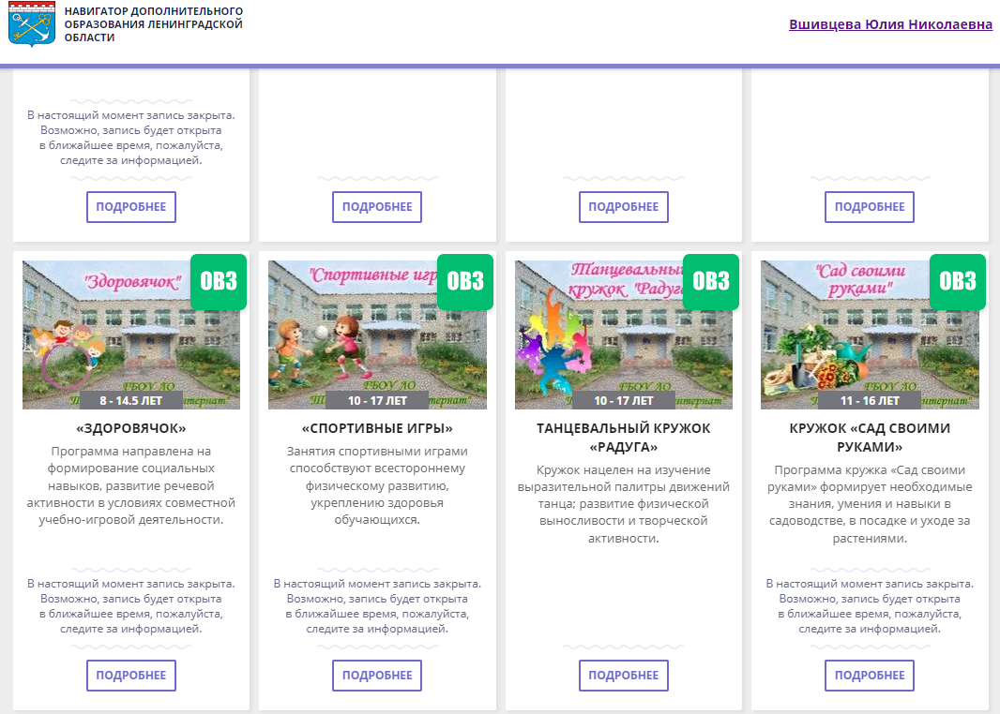 НАВИГАТОР ДОПОЛНИТЕЛЬНОГО
ОБРАЗОВАНИЯ ЛЕНИНГРАДСКОЙ
ОБЛАСТИ
Вшивцева Юлия Николаевна
В настоящий момент запись закрыта.
Возможно, запись будет открыта
в ближайшее время, пожалуйста,
следите за информацией.
ПОДРОБНЕЕ
ПОДРОБНЕЕ
ПОДРОБНЕЕ
ПОДРОБНЕЕ
"Здоровячок"
ОВЗ
ГБОУ ЛО
8 - 14.5 ЛЕТ
«ЗДОРОВЯЧОК»
Программа направлена на
формирование социальных
навыков, развитие речевой
активности в условиях совместной
учебно-игровой деятельности.
В настоящий момент запись закрыта.
Возможно, запись будет открыта
в ближайшее время, пожалуйста,
следите за информацией.
ПОДРОБНЕЕ
"Спортивные игр
ОВЗ
ГБОУ ЛО
10 - 17 ЛЕТ
«СПОРТИВНЫЕ ИГРЫ»
Занятия спортивными играми
способствуют всестороннему
физическому развитию,
укреплению здоровья
обучающихся.
В настоящий момент запись закрыта.
Возможно, запись будет открыта
в ближайшее время, пожалуйста,
следите за информацией.
ПОДРОБНЕЕ
Танцевальны
кружок "Радуга
ОВЗ
ГБОУ ЛО
10 - 17 ЛЕТ
ТАНЦЕВАЛЬНЫЙ КРУЖОК
«РАДУГА»
Кружок нацелен на изучение
выразительной палитры движений
танца; развитие физической
выносливости и творческой
активности.
ПОДРОБНЕЕ
"Сад своими
руками"
ОВЗ
ГБОУ ЛО
11 - 16 ЛЕТ
КРУЖОК «САД СВОИМИ
РУКАМИ»
Программа кружка «Сад своими
руками» формирует необходимые
знания, умения и навыки в
садоводстве, в посадке и уходе за
растениями.
В настоящий момент запись закрыта.
Возможно, запись будет открыта
в ближайшее время, пожалуйста,
следите за информацией.
ПОДРОБНЕЕ